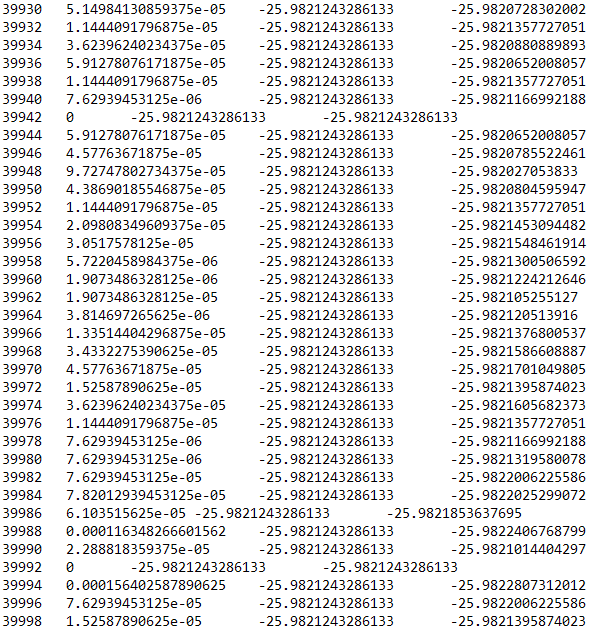 39930 5.14984130859375e-05 -25.9821243286133 -25.9820728302002
39932 1.1444091796875e-05 -25.9821243286133 -25.9821357727051
39934 3.62396240234375e-05 -25.9821243286133 -25.9820880889893
39936 5.91278076171875e-05 -25.9821243286133 -25.9820652008057
39938 1.1444091796875e-05 -25.9821243286133 -25.9821357727051
39940 7.62939453125e-06 -25.9821243286133 -25.9821166992188
39942 0 -25.9821243286133 -25.9821243286133
39944 5.91278076171875e-05 -25.9821243286133 -25.9820652008057
39946 4.57763671875e-05 -25.9821243286133 -25.9820785522461
39948 9.72747802734375e-05 -25.9821243286133 -25.982027053833
39950 4.38690185546875e-05 -25.9821243286133 -25.9820804595947
39952 1.1444091796875e-05 -25.9821243286133 -25.9821357727051
39954 2.09808349609375e-05 -25.9821243286133 -25.9821453094482
39956 3.0517578125e-05 -25.9821243286133 -25.9821548461914
39958 5.7220458984375e-06 -25.9821243286133 -25.9821300506592
39960 1.9073486328125e-06 -25.9821243286133 -25.9821224212646
39962 1.9073486328125e-05 -25.9821243286133 -25.982105255127
39964 3.814697265625e-06 -25.9821243286133 -25.982120513916
39966 1.33514404296875e-05 -25.9821243286133 -25.9821376800537
39968 3.4332275390625e-05 -25.9821243286133 -25.9821586608887
39970 4.57763671875e-05 -25.9821243286133 -25.9821701049805
39972 1.52587890625e-05 -25.9821243286133 -25.9821395874023
39974 3.62396240234375e-05 -25.9821243286133 -25.9821605682373
39976 1.1444091796875e-05 -25.9821243286133 -25.9821357727051
39978 7.62939453125e-06 -25.9821243286133 -25.9821166992188
39980 7.62939453125e-06 -25.9821243286133 -25.9821319580078
39982 7.62939453125e-05 -25.9821243286133 -25.9822006225586
39984 7.82012939453125e-05 -25.9821243286133 -25.9822025299072
39986 6.103515625e-05 -25.9821243286133 -25.9821853637695
39988 0.000116348266601562 -25.9821243286133 -25.9822406768799
39990 2.288818359375e-05 -25.9821243286133 -25.9821014404297
39992 0 -25.9821243286133 -25.9821243286133
39994 0.000156402587890625 -25.9821243286133 -25.9822807312012
39996 7.62939453125e-05 -25.9821243286133 -25.9822006225586
39998 1.52587890625e-05 -25.9821243286133 -25.9821395874023